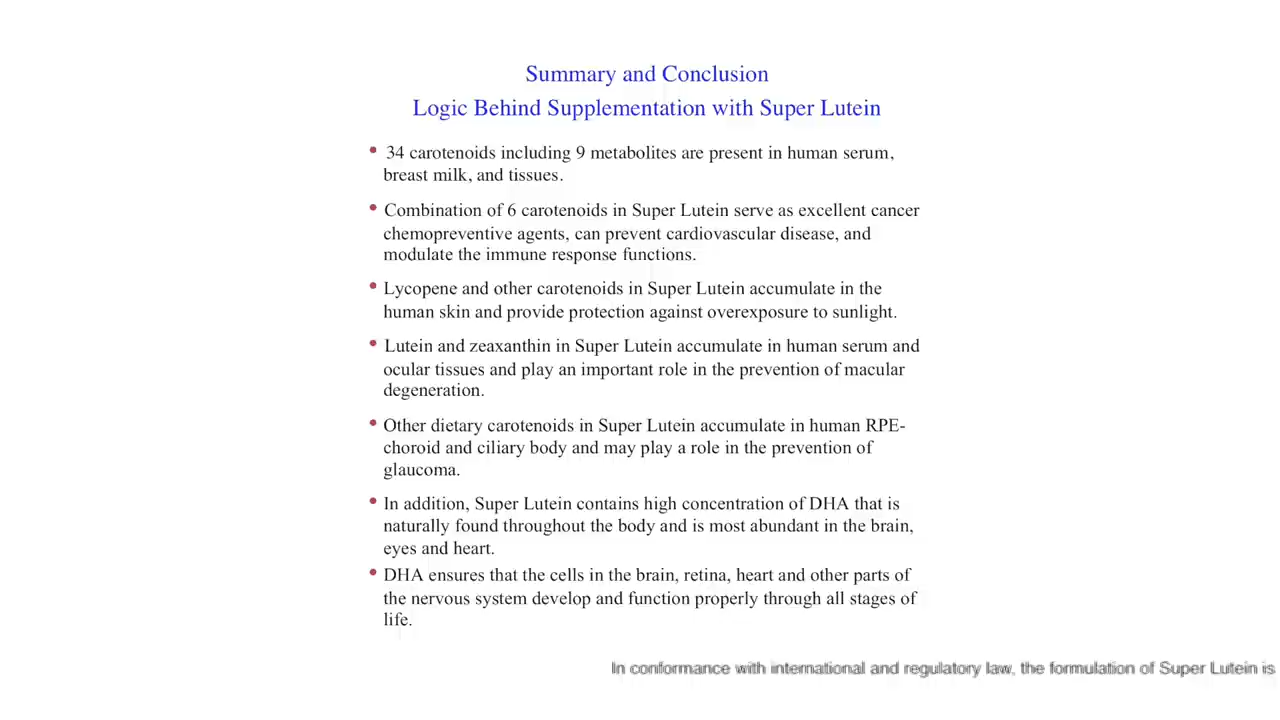 Summary and Conclusion
Logic Behind Supplementation with Super Lutein
• 34 carotenoids including 9 metabolites are present in human serum,
breast milk, and tissues.
• Combination of 6 carotenoids in Super Lutein serve as excellent cancer
chemopreventive agents, can prevent cardiovascular disease, and
modulate the immune response functions.
• Lycopene and other carotenoids in Super Lutein accumulate in the
human skin and provide protection against overexposure to sunlight.
• Lutein and zeaxanthin in Super Lutein accumulate in human serum and
ocular tissues and play an important role in the prevention of macular
degeneration.
• Other dietary carotenoids in Super Lutein accumulate in human RPE-
choroid and ciliary body and may play a role in the prevention of
glaucoma.
• In addition, Super Lutein contains high concentration of DHA that is
naturally found throughout the body and is most abundant in the brain,
eyes and heart.
• DHA ensures that the cells in the brain, retina, heart and other parts of
the nervous system develop and function properly through all stages of
life.
In conformance with international and regulatory law, the formulation of Super Lutein is